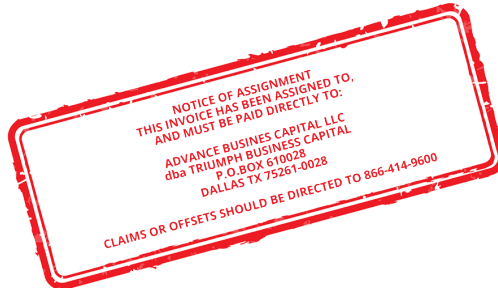 NOTICE OF ASSIGNMENT
THIS INVOICE HAS BEEN ASSIGNED TO,
AND MUST BE PAID DIRECTLY TO:
ADVANCE BUSINES CAPITAL LLC
dba TRIUMPH BUSINESS CAPITAL
P.O.BOX 610028
DALLAS TX 75261-0028
CLAIMS OR OFFSETS SHOULD BE DIRECTED TO 866-414-9600